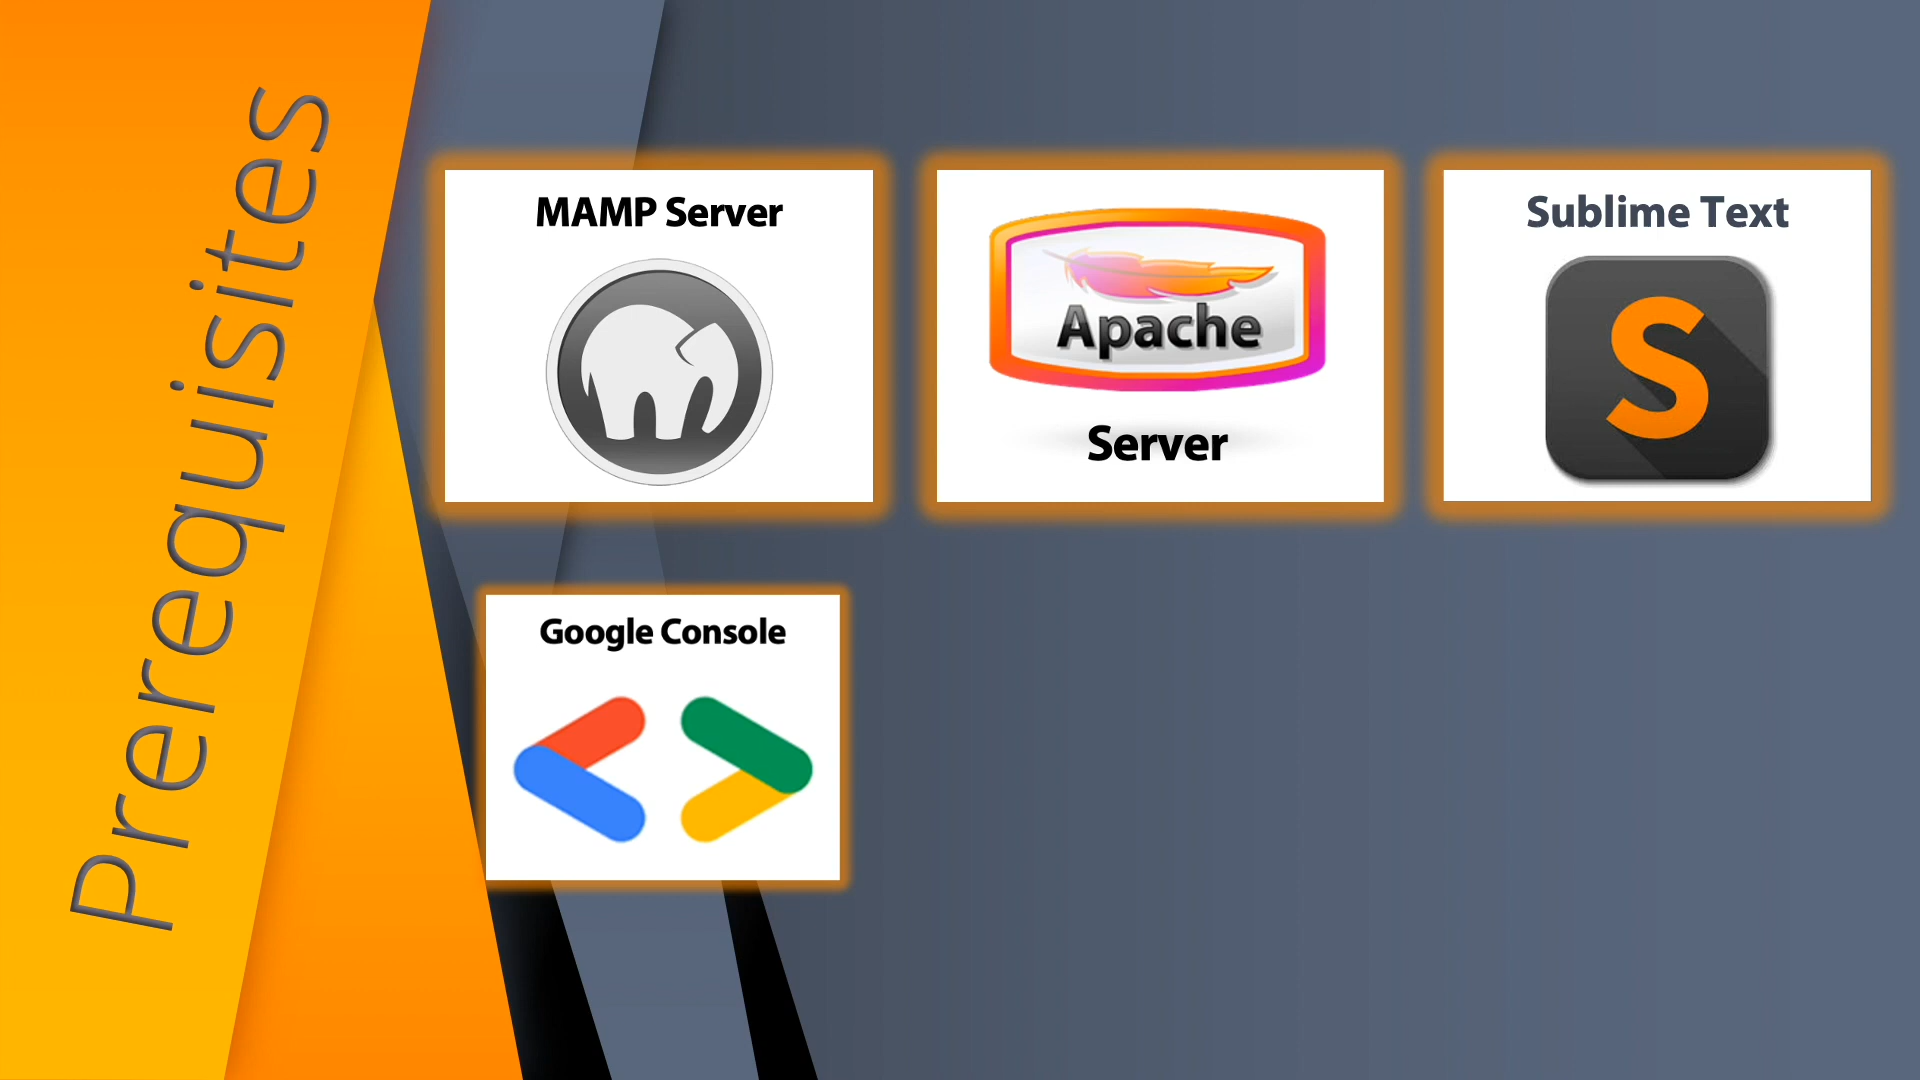 Prerequisites
MAMP Server
Apache
Server
Sublime Text
S
Google Console